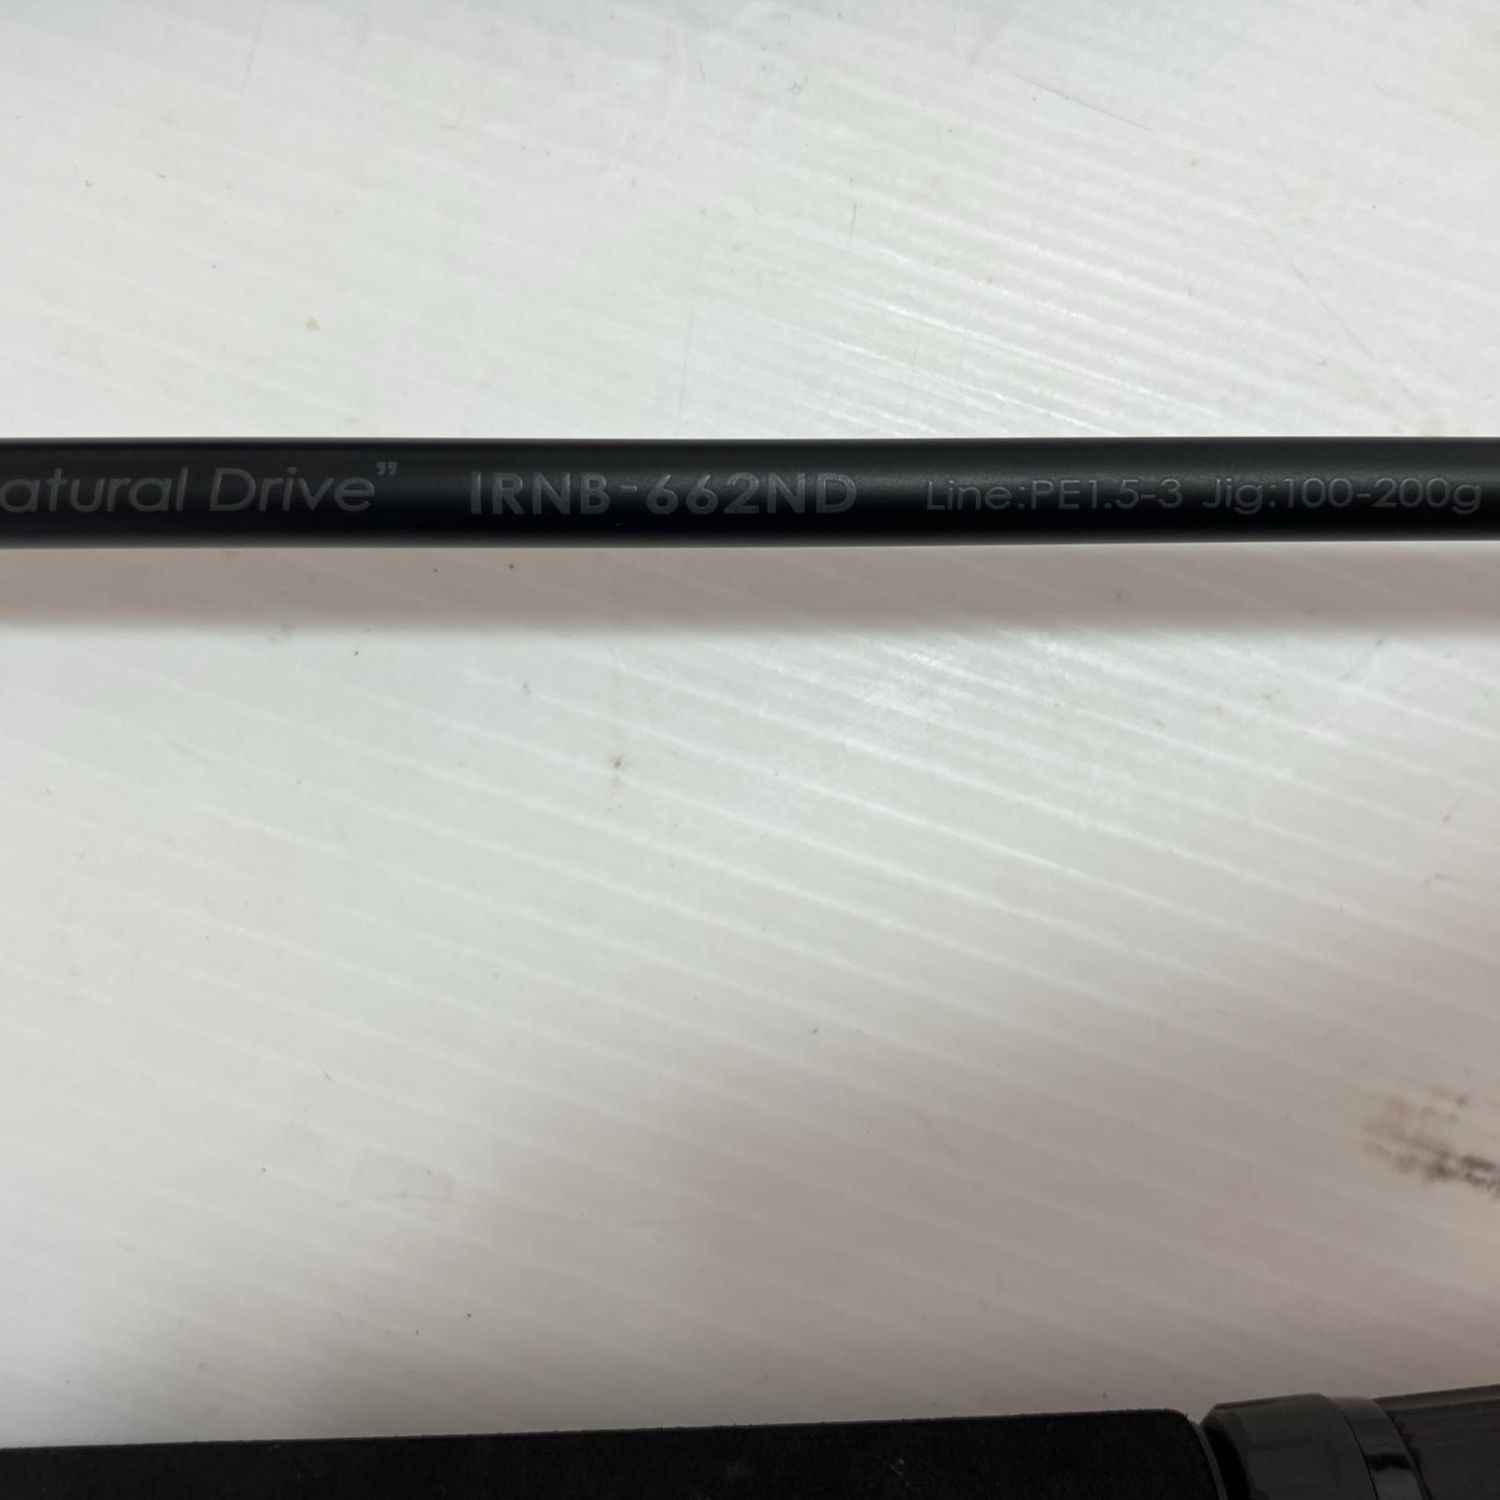 atural Drive” IRNB-662ND Line:PE1.5-3 Jig:100-200g